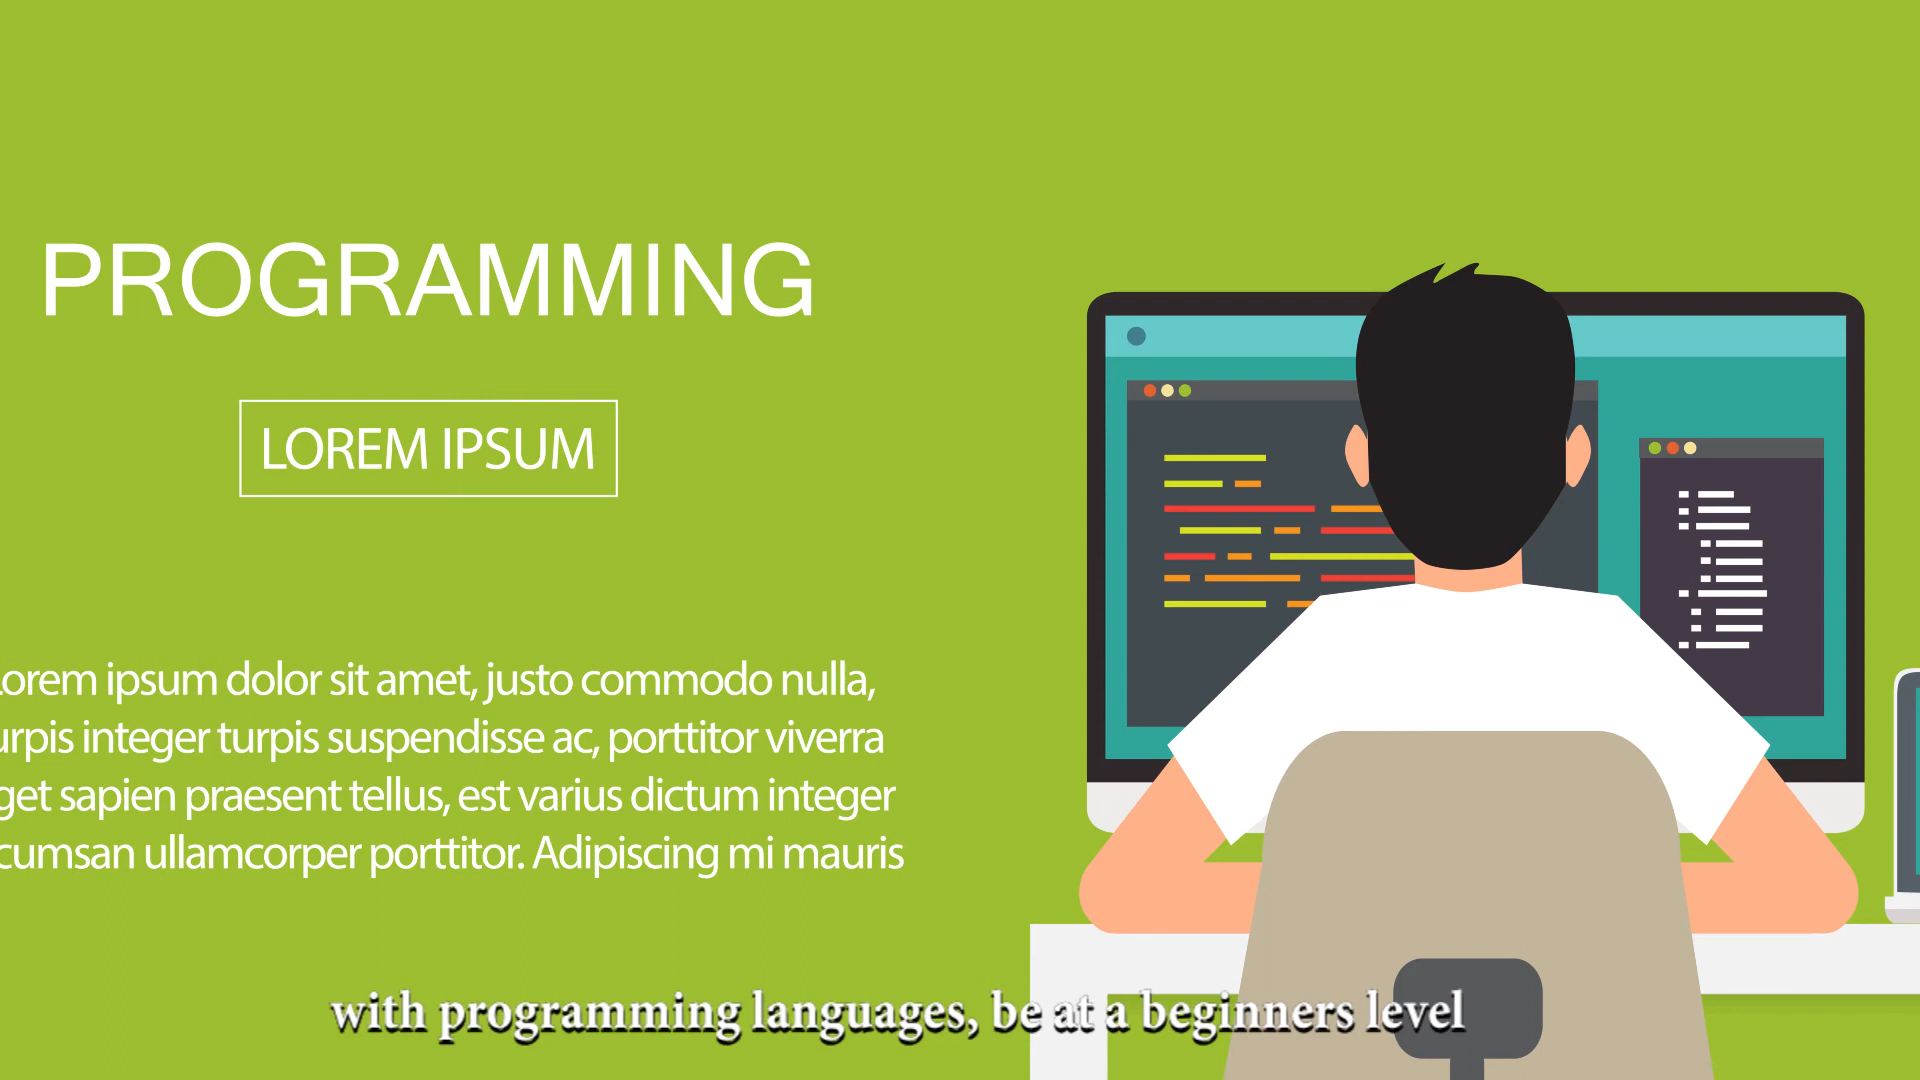 PROGRAMMING
LOREM IPSUM
orem ipsum dolor sit amet, justo commodo nulla,
urpis integer turpis suspendisse ac, porttitor viverra
get sapien praesent tellus, est varius dictum integer
cumsan ullamcorper porttitor. Adipiscing mi mauris
with programming languages, be at a beginners level